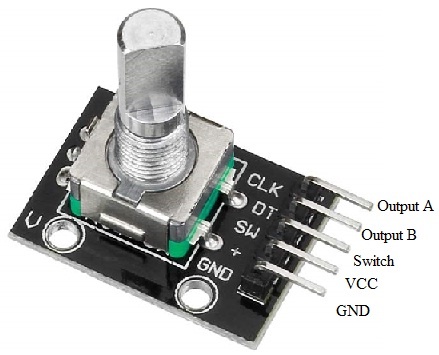 CLK
DT
SW
+
GND
V
Output A
Output B
Switch
VCC
GND